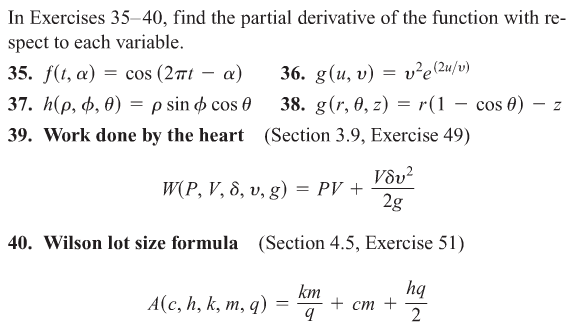 In Exercises 35–40, find the partial derivative of the function with re-
spect to each variable.
35. f(t, α) = cos (2πt − α) 36. g(u, υ) = υ²e^(2u/υ)
37. h(ρ, ϕ, θ) = ρ sin ϕ cos θ 38. g(r, θ, z) = r(1 − cos θ) − z
39. Work done by the heart (Section 3.9, Exercise 49)
W(P, V, δ, υ, g) = PV + Vδυ²/2g
40. Wilson lot size formula (Section 4.5, Exercise 51)
A(c, h, k, m, q) = km/q + cm + hq/2